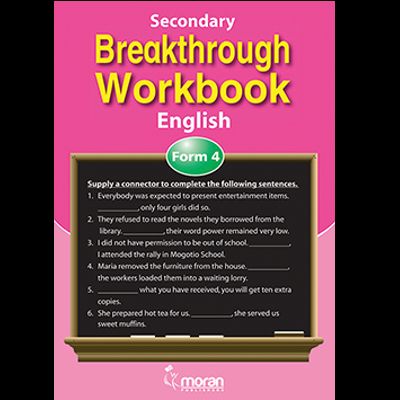 Secondary
Breakthrough
Workbook
English
Form 4
Supply a connector to complete the following sentences.
1. Everybody was expected to present entertainment items.
__________, only four girls did so.
2. They refused to read the novels they borrowed from the
library. __________, their word power remained very low.
3. I did not have permission to be out of school. __________,
I attended the rally in Mogotio School.
4. Maria removed the furniture from the house. __________,
the workers loaded them into a waiting lorry.
5. __________ what you have received, you will get ten extra
copies.
6. She prepared hot tea for us. __________, she served us
sweet muffins.
moran
PUBLISHERS